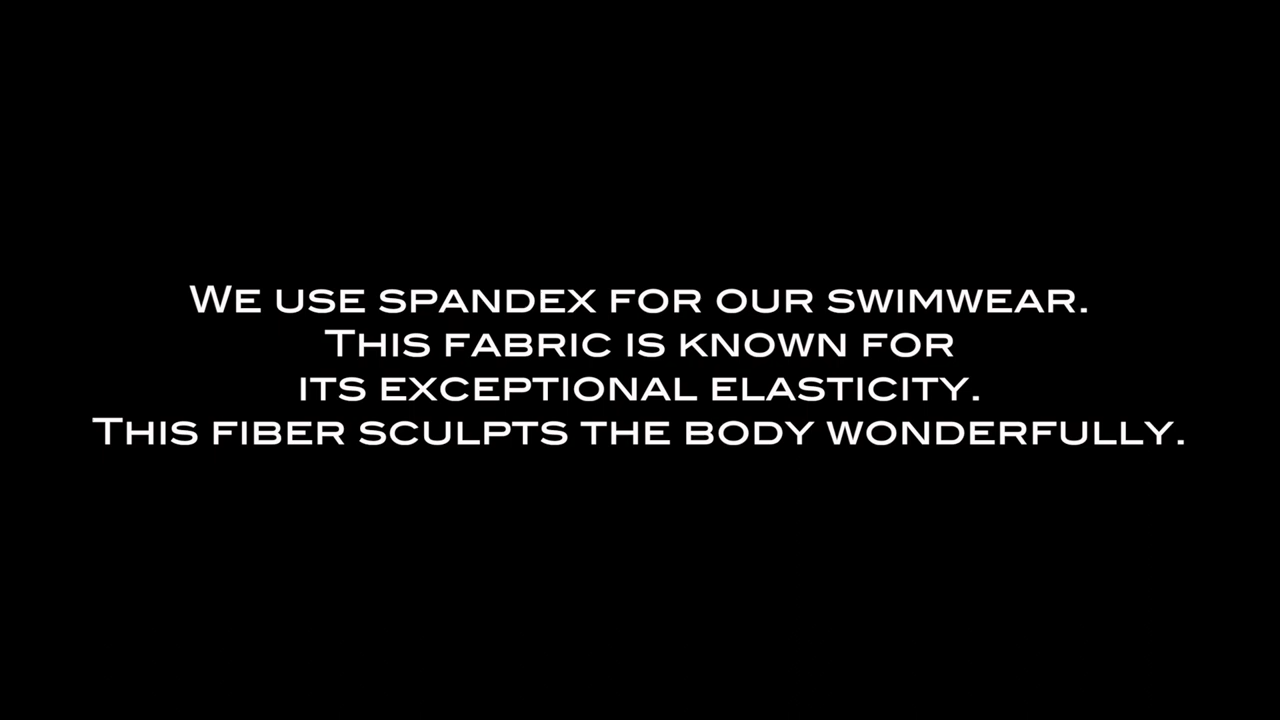 We use spandex for our swimwear.
This fabric is known for
its exceptional elasticity.
This fiber sculpts the body wonderfully.